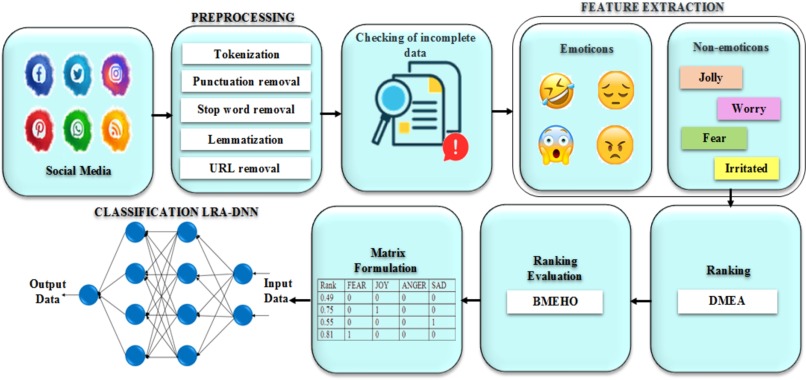 PREPROCESSING
FEATURE EXTRACTION
Social Media
Tokenization
Punctuation removal
Stop word removal
Lemmatization
URL removal
Checking of incomplete
data
!
Emoticons
Non-emoticons
Jolly
Worry
Fear
Irritated
CLASSIFICATION LRA-DNN
Output
Data
Input
Data
Matrix
Formulation
Rank FEAR JOY ANGER SAD
0.49 0 0 0 0
0.75 0 1 0 0
0.55 0 0 0 1
0.81 1 0 0 0
Ranking
Evaluation
BMEHO
Ranking
DMEA